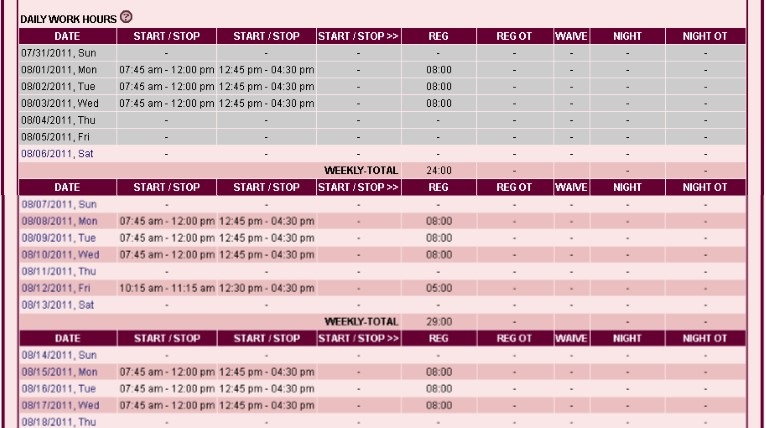 DAILY WORK HOURS ?
DATE START / STOP START / STOP START / STOP >> REG REG OT WAIVE NIGHT NIGHT OT
07/31/2011, Sun - - - - - - - -
08/01/2011, Mon 07:45 am - 12:00 pm 12:45 pm - 04:30 pm - 08:00 - - - -
08/02/2011, Tue 07:45 am - 12:00 pm 12:45 pm - 04:30 pm - 08:00 - - - -
08/03/2011, Wed 07:45 am - 12:00 pm 12:45 pm - 04:30 pm - 08:00 - - - -
08/04/2011, Thu - - - - - - - -
08/05/2011, Fri - - - - - - - -
08/06/2011, Sat - - - - - - - -
WEEKLY-TOTAL 24:00 - - - -
DATE START / STOP START / STOP START / STOP >> REG REG OT WAIVE NIGHT NIGHT OT
08/07/2011, Sun - - - - - - - -
08/08/2011, Mon 07:45 am - 12:00 pm 12:45 pm - 04:30 pm - 08:00 - - - -
08/09/2011, Tue 07:45 am - 12:00 pm 12:45 pm - 04:30 pm - 08:00 - - - -
08/10/2011, Wed 07:45 am - 12:00 pm 12:45 pm - 04:30 pm - 08:00 - - - -
08/11/2011, Thu - - - - - - - -
08/12/2011, Fri 10:15 am - 11:15 am 12:30 pm - 04:30 pm - 05:00 - - - -
08/13/2011, Sat - - - - - - - -
WEEKLY-TOTAL 29:00 - - -
DATE START / STOP START / STOP START / STOP >> REG REG OT WAIVE NIGHT NIGHT OT
08/14/2011, Sun - - - - - - - -
08/15/2011, Mon 07:45 am - 12:00 pm 12:45 pm - 04:30 pm - 08:00 - - - -
08/16/2011, Tue 07:45 am - 12:00 pm 12:45 pm - 04:30 pm - 08:00 - - - -
08/17/2011, Wed 07:45 am - 12:00 pm 12:45 pm - 04:30 pm - 08:00 - - - -
08/18/2011, Thu - - - - - - - -